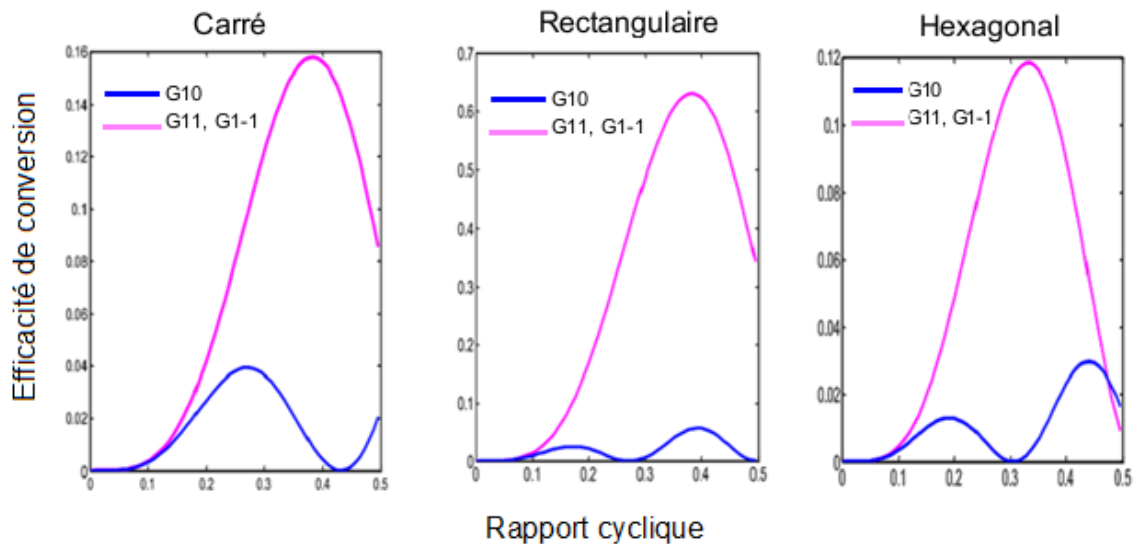 Carré
Rectangulaire
Hexagonal
Efficacité de conversion
0.16
0.14
0.12
0.1
0.08
0.06
0.04
0.02
0
G10
G11, G1-1
0 0.1 0.2 0.3 0.4 0.5
0.7
0.6
0.5
0.4
0.3
0.2
0.1
0
G10
G11, G1-1
0 0.1 0.2 0.3 0.4 0.5
0.12
0.1
0.08
0.06
0.04
0.02
0
G10
G11, G1-1
0 0.1 0.2 0.3 0.4 0.5
Rapport cyclique